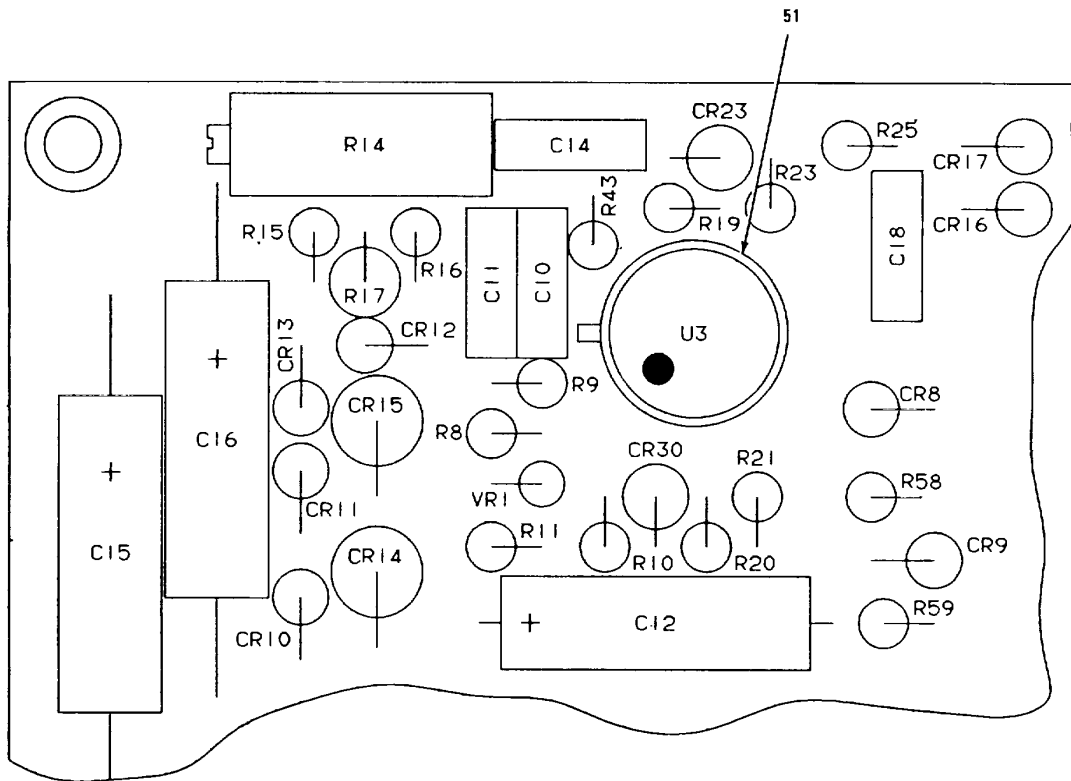 51
CR23
R25
R14
C14
CR17
R23
R43
R19
CR16
R15
R16
C11
C10
C18
R17
U3
CR12
CR13
+
R9
CR15
CR8
C16
R8
+
CR30
R21
R58
VR1
CR11
R11
C15
CR14
R10
R20
CR9
R59
C12
+
CR10